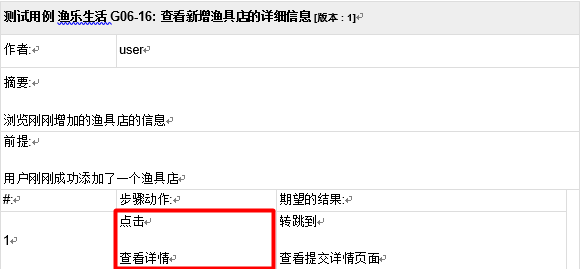 测试用例 渔乐生活 G06-16: 查看新增渔具店的详细信息 [版本 : 1]
作者: user
摘要:
浏览刚刚增加的渔具店的信息
前提:
用户刚刚成功添加了一个渔具店
#: 步骤动作: 期望的结果:
点击 转跳到
1
查看详情 查看提交详情页面